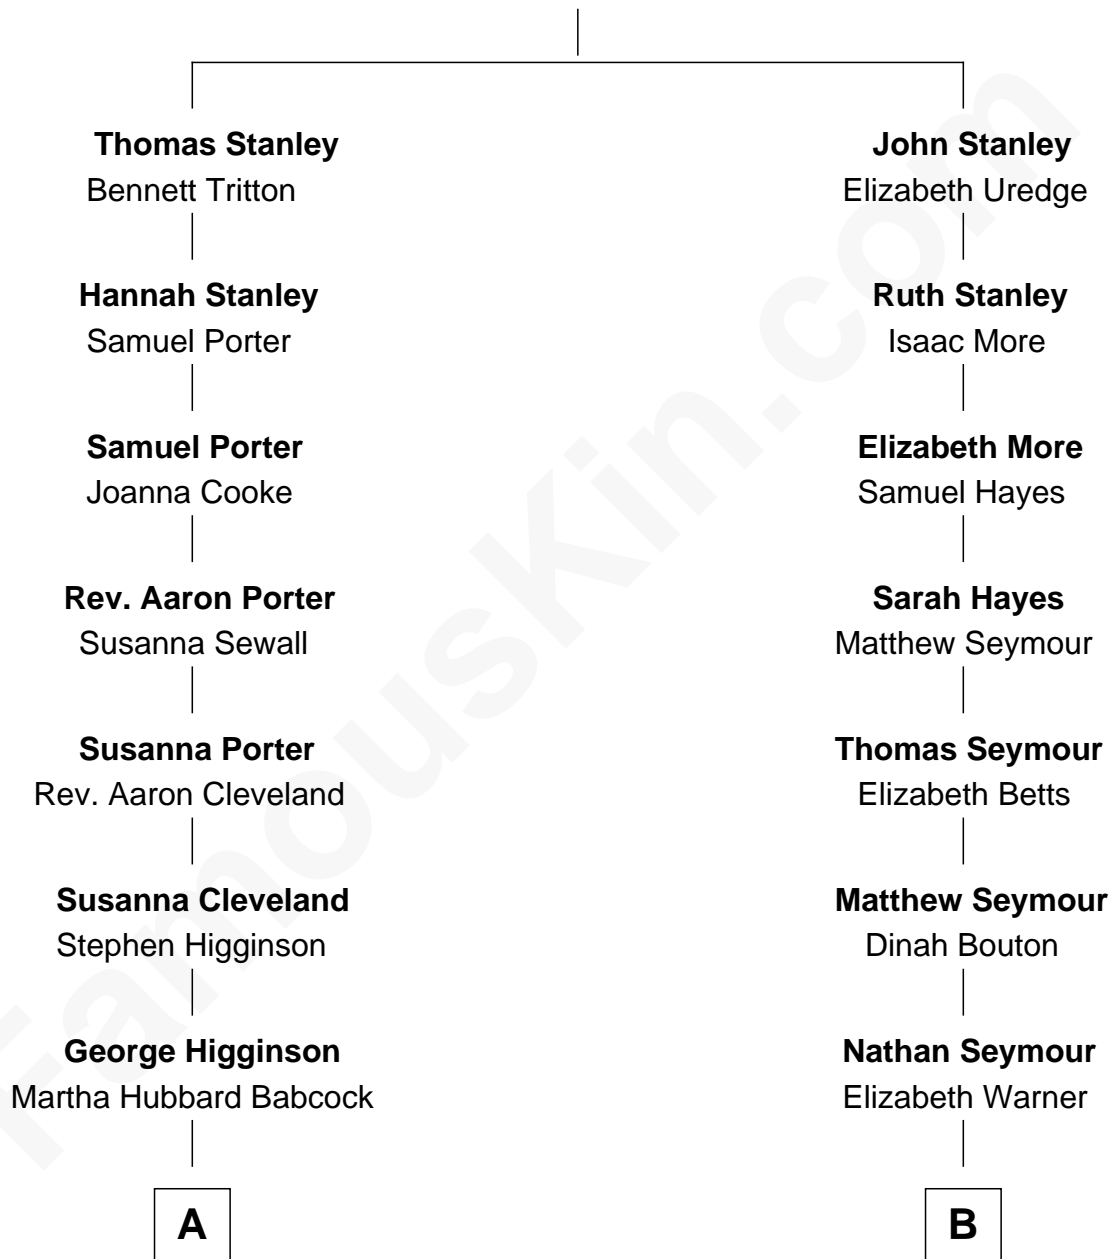 Thomas Stanley
Bennett Tritton
Hannah Stanley
Samuel Porter
Samuel Porter
Joanna Cooke
Rev. Aaron Porter
Susanna Sewall
Susanna Porter
Rev. Aaron Cleveland
Susanna Cleveland
Stephen Higginson
George Higginson
Martha Hubbard Babcock
A
John Stanley
Elizabeth Uredge
Ruth Stanley
Isaac More
Elizabeth More
Samuel Hayes
Sarah Hayes
Matthew Seymour
Thomas Seymour
Elizabeth Betts
Matthew Seymour
Dinah Bouton
Nathan Seymour
Elizabeth Warner
B
FamousKin.com